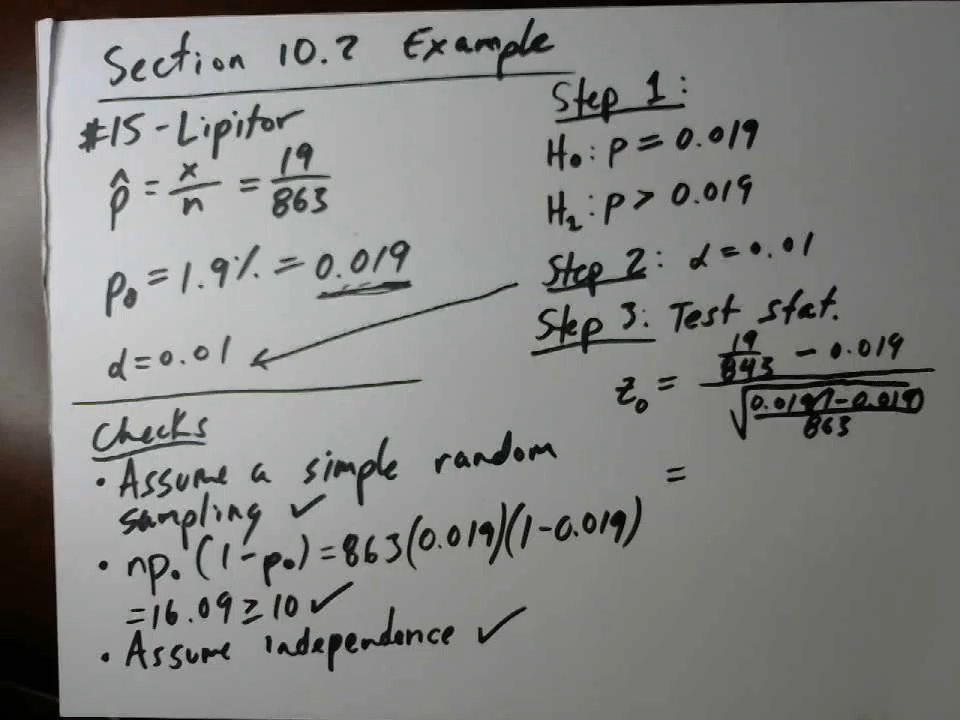 Section 10.2 Example
#15 - Lipitor
p̂ = x/n = 19/863
p₀ = 1.9% = 0.019
α = 0.01
Checks
• Assume a simple random
sampling ✓
• np₀ (1 - p₀) = 863(0.019)(1 - 0.019)
= 16.09 ≥ 10 ✓
• Assume independence ✓
Step 1:
H₀: p = 0.019
H₂: p > 0.019
Step 2: α = 0.01
Step 3: Test stat.
z₀ = (19/843 - 0.019) / √(0.019(1-0.019)/863)
=